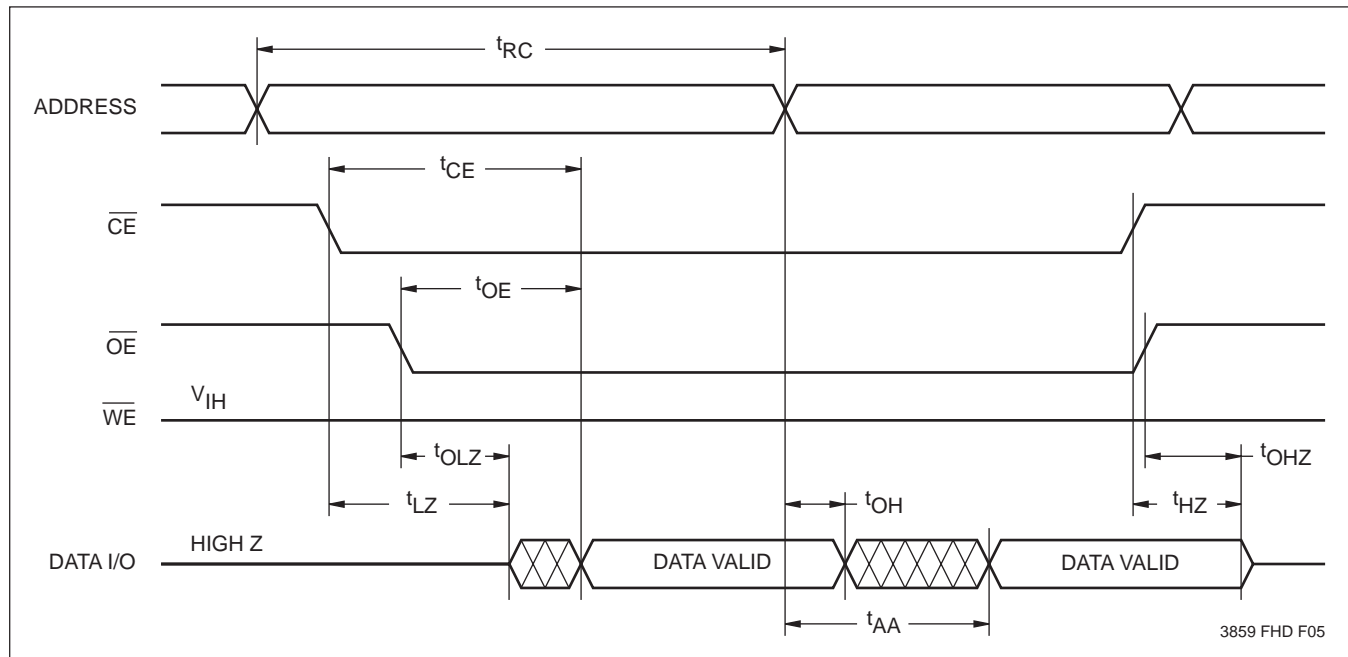 tRC
ADDRESS
tCE
CE
tOE
OE
VIH
WE
tOLZ
tOHZ
tLZ
tOH
tHZ
HIGH Z
DATA I/O
DATA VALID
DATA VALID
tAA
3859 FHD F05